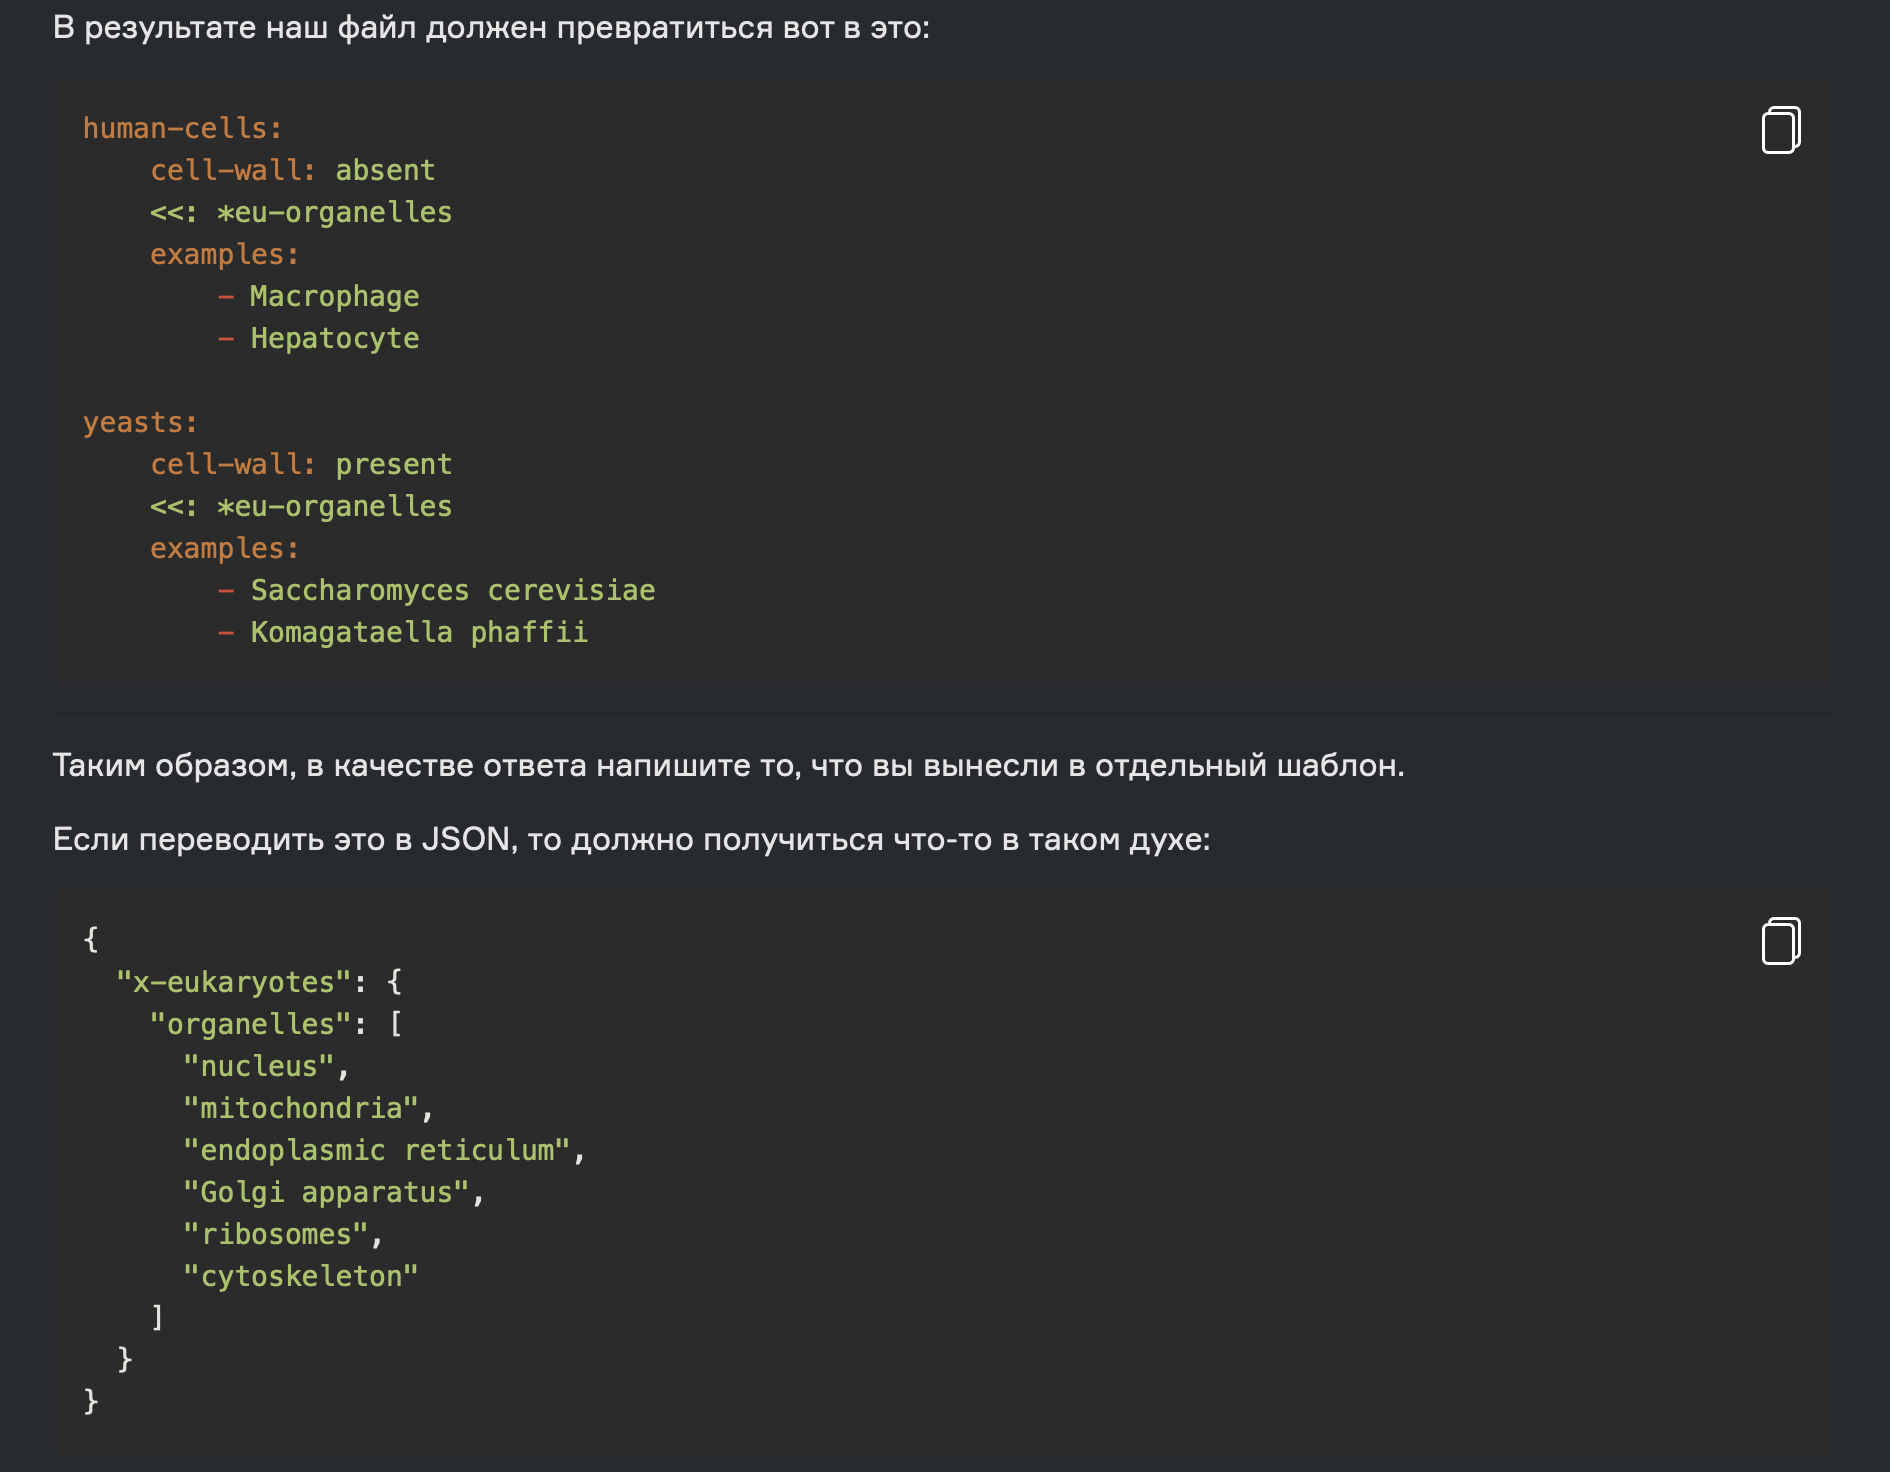 В результате наш файл должен превратиться вот в это:
human-cells:
    cell-wall: absent
    <<: *eu-organelles
    examples:
        - Macrophage
        - Hepatocyte
yeasts:
    cell-wall: present
    <<: *eu-organelles
    examples:
        - Saccharomyces cerevisiae
        - Komagataella phaffii
Таким образом, в качестве ответа напишите то, что вы вынесли в отдельный шаблон.
Если переводить это в JSON, то должно получиться что-то в таком духе:
{
  "x-eukaryotes": {
    "organelles": [
      "nucleus",
      "mitochondria",
      "endoplasmic reticulum",
      "Golgi apparatus",
      "ribosomes",
      "cytoskeleton"
    ]
  }
}